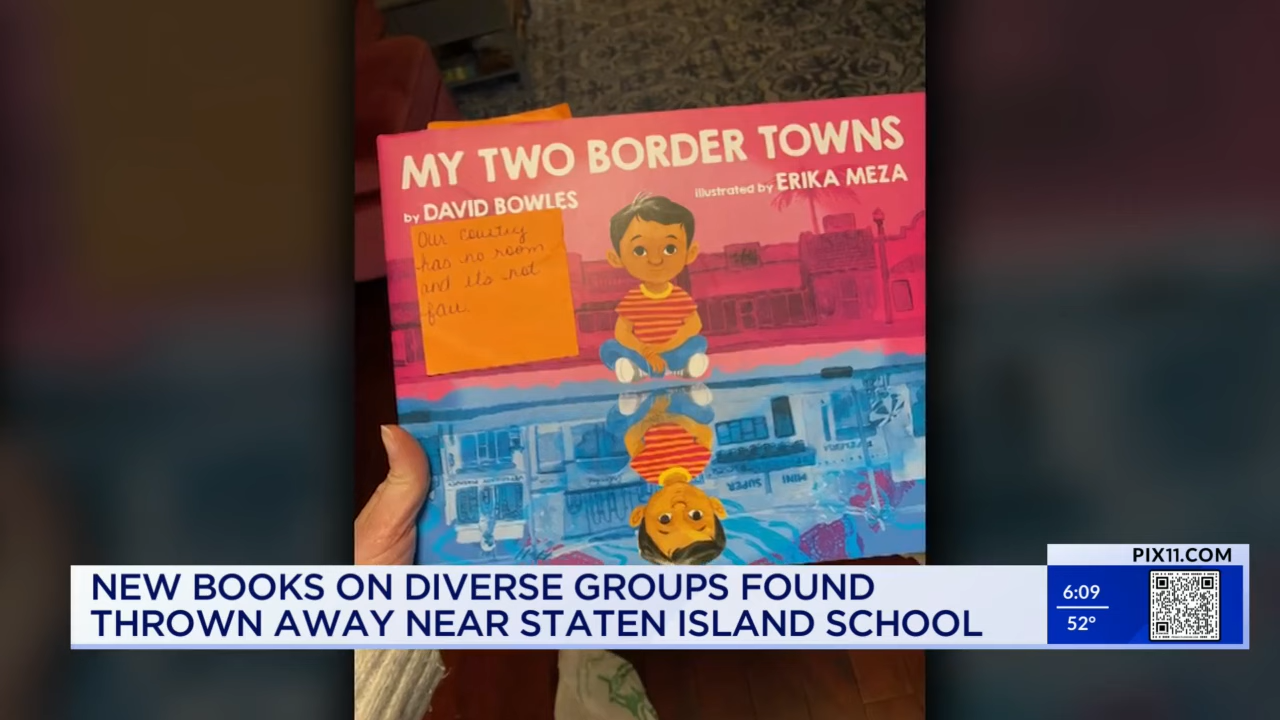 MY TWO BORDER TOWNS
by DAVID BOWLES
illustrated by ERIKA MEZA
Our country
has no room
and its not
fair.
SUPER
MINI
PIX11.COM
NEW BOOKS ON DIVERSE GROUPS FOUND
THROWN AWAY NEAR STATEN ISLAND SCHOOL
6:09
52°